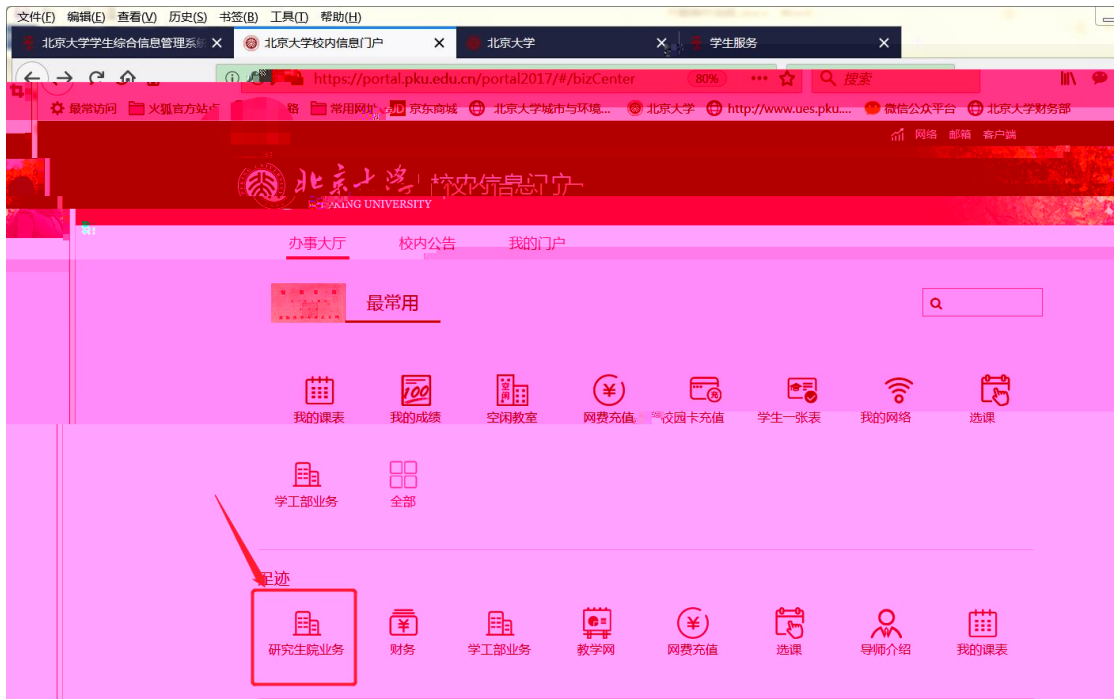 文件(F) 编辑(E) 查看(V) 历史(S) 书签(B) 工具(T) 帮助(H)
北京大学学生综合信息管理系统 北京大学校内信息门户 北京大学 学生服务
https://portal.pku.edu.cn/portal2017/#/bizCenter 80% 搜索
最常访问 火狐官方站点 常用网址 JD 京东商城 北京大学城市与环境... 北京大学 http://www.ues.pku.... 微信公众平台 北京大学财务部
网络 邮箱 客户端
北京大学 校内信息门户
PEKING UNIVERSITY
办事大厅 校内公告 我的门户
最常用
我的课表 我的成绩 空闲教室 网费充值 校园卡充值 学生一张表 我的网络 选课
学工部业务 全部
足迹
研究生院业务 财务 学工部业务 教学网 网费充值 选课 导师介绍 我的课表